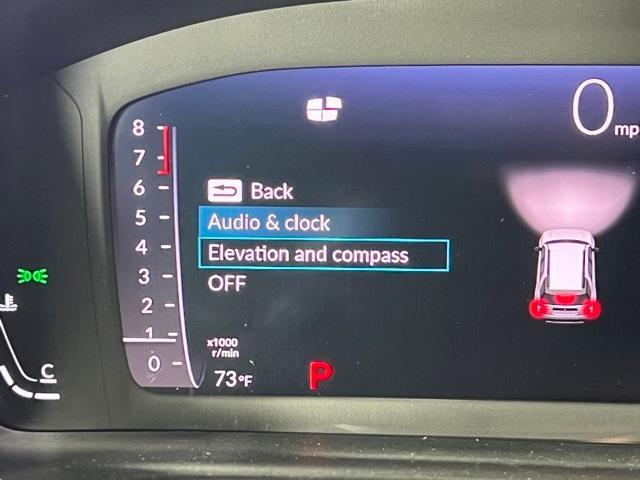 0 mp
8
7
6
5
4
3
2
1
0
Back
Audio & clock
Elevation and compass
OFF
x1000
r/min
73°F
P
C